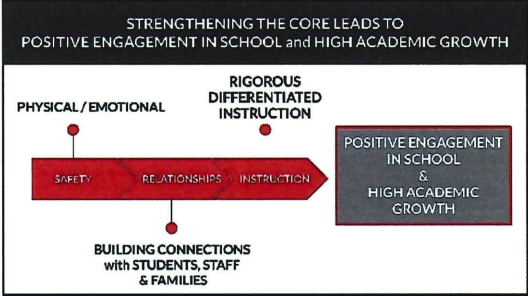 STRENGTHENING THE CORE LEADS TO
POSITIVE ENGAGEMENT IN SCHOOL and HIGH ACADEMIC GROWTH
PHYSICAL / EMOTIONAL
RIGOROUS
DIFFERENTIATED
INSTRUCTION
SAFETY
RELATIONSHIPS
INSTRUCTION
BUILDING CONNECTIONS
with STUDENTS, STAFF
& FAMILIES
POSITIVE ENGAGEMENT
IN SCHOOL
&
HIGH ACADEMIC
GROWTH